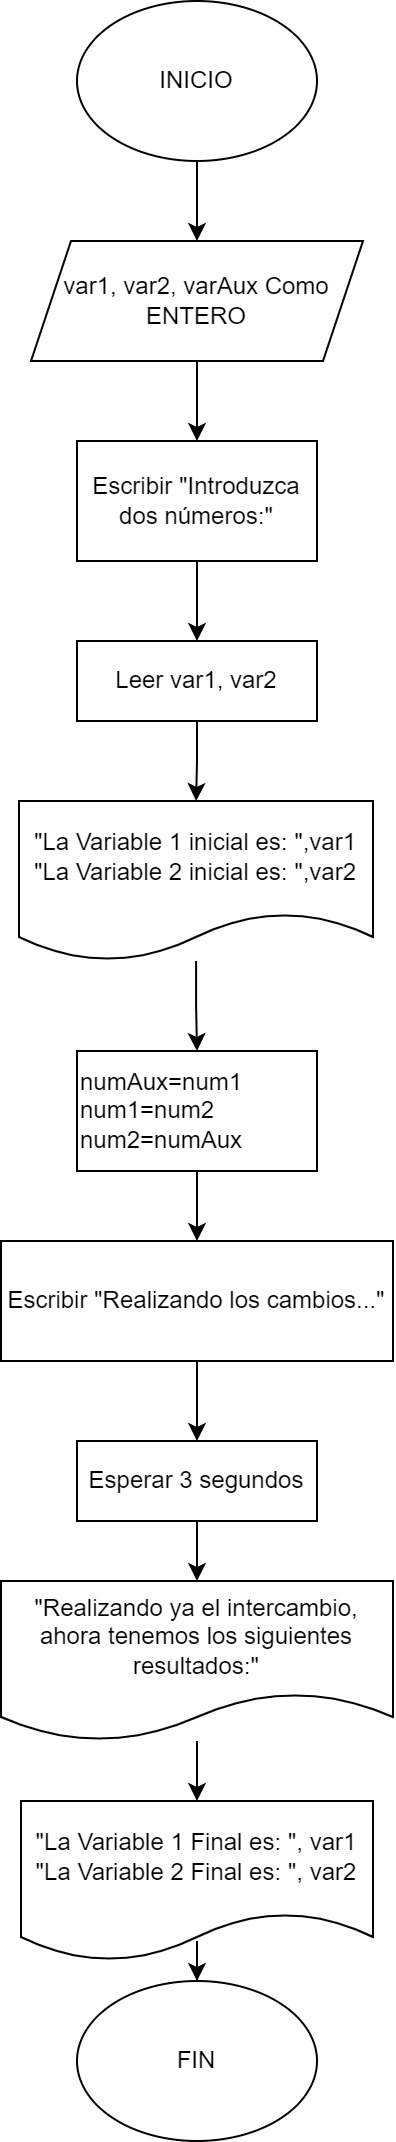 INICIO
var1, var2, varAux Como
ENTERO
Escribir "Introduzca
dos números:"
Leer var1, var2
"La Variable 1 inicial es: ",var1
"La Variable 2 inicial es: ",var2
numAux=num1
num1=num2
num2=numAux
Escribir "Realizando los cambios..."
Esperar 3 segundos
"Realizando ya el intercambio,
ahora tenemos los siguientes
resultados:"
"La Variable 1 Final es: ", var1
"La Variable 2 Final es: ", var2
FIN